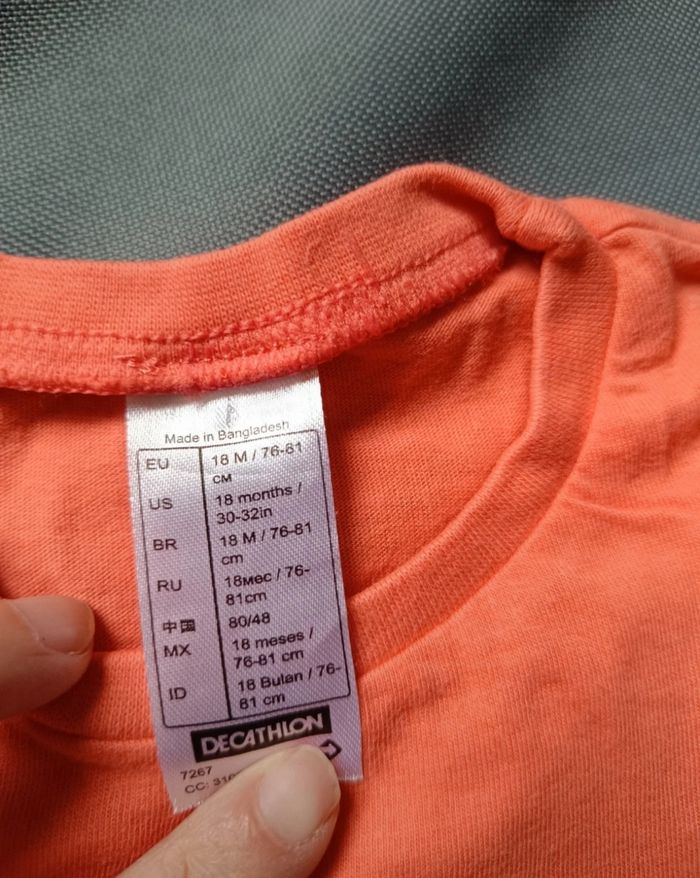 Made in Bangladesh
EU 18 M / 76-81
CM
US 18 months /
30-32in
BR 18 M / 76-81
cm
RU 18мес / 76-
81cm
中国 80/48
MX 18 meses /
76-81 cm
ID 18 Bulan / 76-
81 cm
DECATHLON
7267
CC: